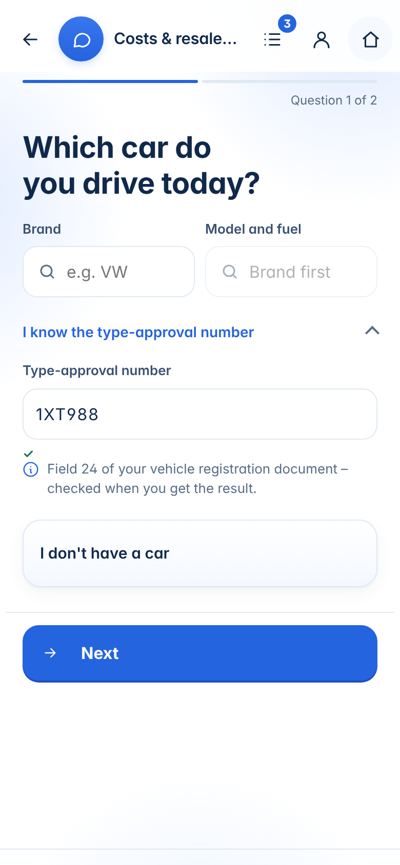 Costs & resale...
3
Question 1 of 2
Which car do
you drive today?
Brand
Model and fuel
e.g. VW
Brand first
I know the type-approval number
Type-approval number
1XT988
Field 24 of your vehicle registration document –
checked when you get the result.
I don't have a car
Next